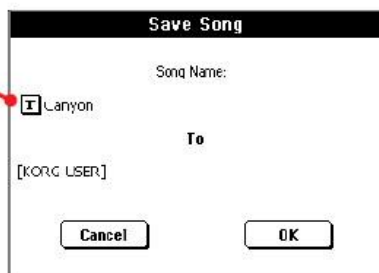 Save Song
Song Name:
T Canyon
To
[KORG USER]
Cancel OK